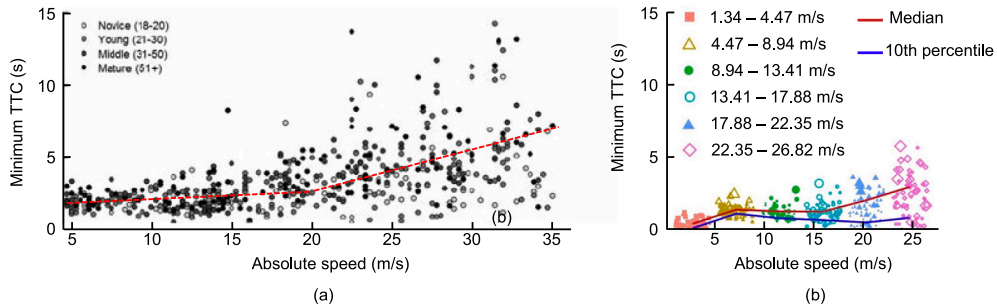 Novice (18-20)
Young (21-30)
Middle (31-50)
Mature (51+)
Minimum TTC (s)
15
10
5
0
5
10
15
20
25
30
35
(b)
Absolute speed (m/s)
(a)
1.34 – 4.47 m/s
4.47 – 8.94 m/s
8.94 – 13.41 m/s
13.41 – 17.88 m/s
17.88 – 22.35 m/s
22.35 – 26.82 m/s
Median
10th percentile
Minimum TTC (s)
15
10
5
0
5
10
15
20
25
Absolute speed (m/s)
(b)